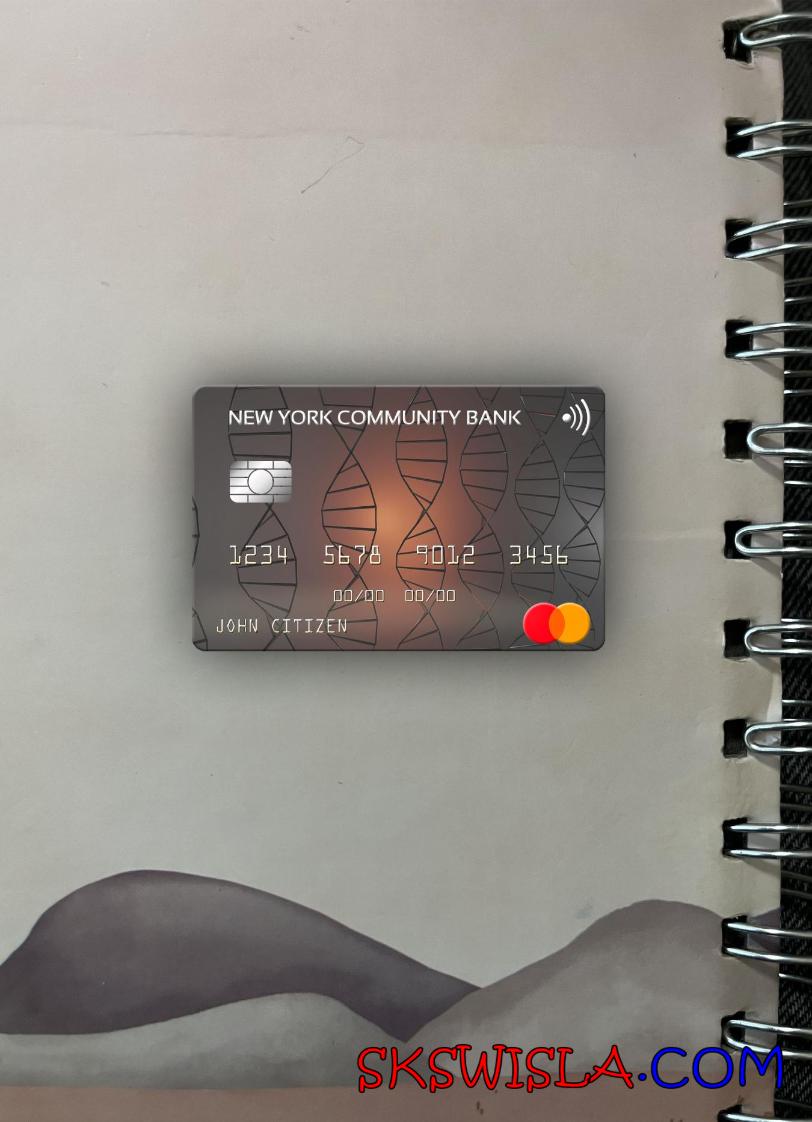 NEW YORK COMMUNITY BANK
1234 5678 9012 3456
00/00 00/00
JOHN CITIZEN
SKSWISLA.COM